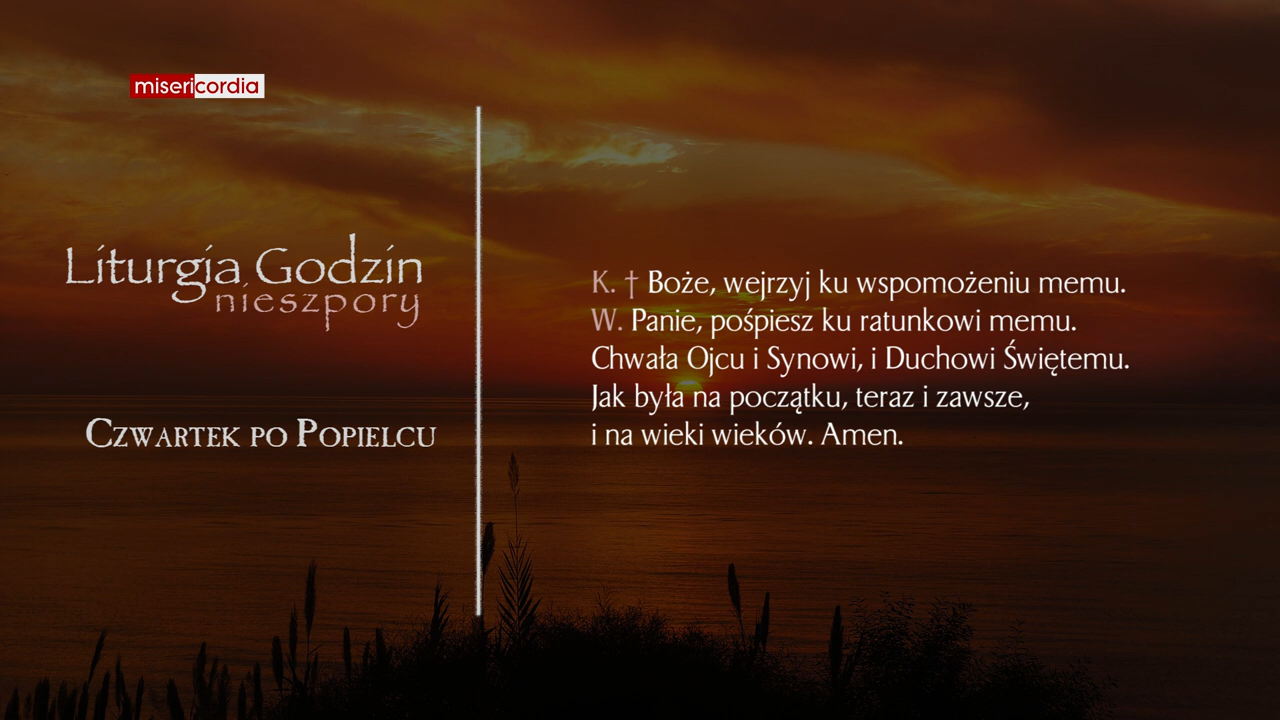 misericordia
Liturgia Godzin
nieszpory
Czwartek po Popielcu
K. † Boże, wejrzyj ku wspomożeniu memu.
W. Panie, pośpiesz ku ratunkowi memu.
Chwała Ojcu i Synowi, i Duchowi Świętemu.
Jak była na początku, teraz i zawsze,
i na wieki wieków. Amen.